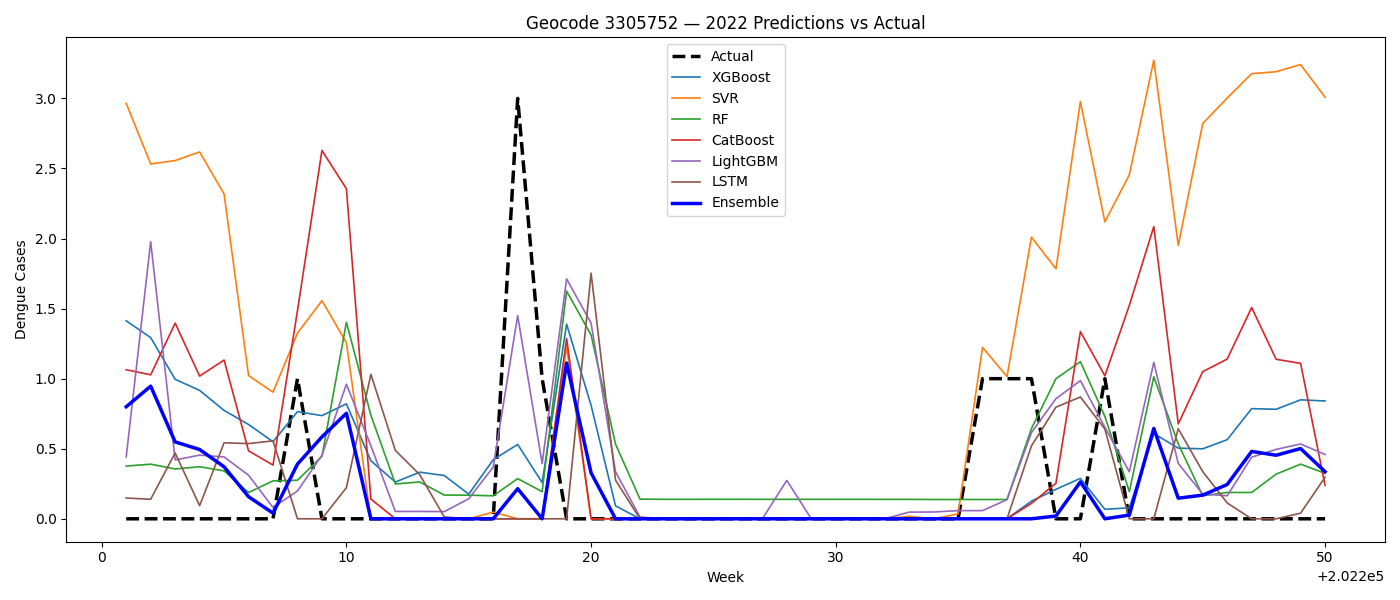 Geocode 3305752 — 2022 Predictions vs Actual
Actual
XGBoost
SVR
RF
CatBoost
LightGBM
LSTM
Ensemble
Dengue Cases
3.0
2.5
2.0
1.5
1.0
0.5
0.0
0 10 20 30 40 50
Week
+2.022e5